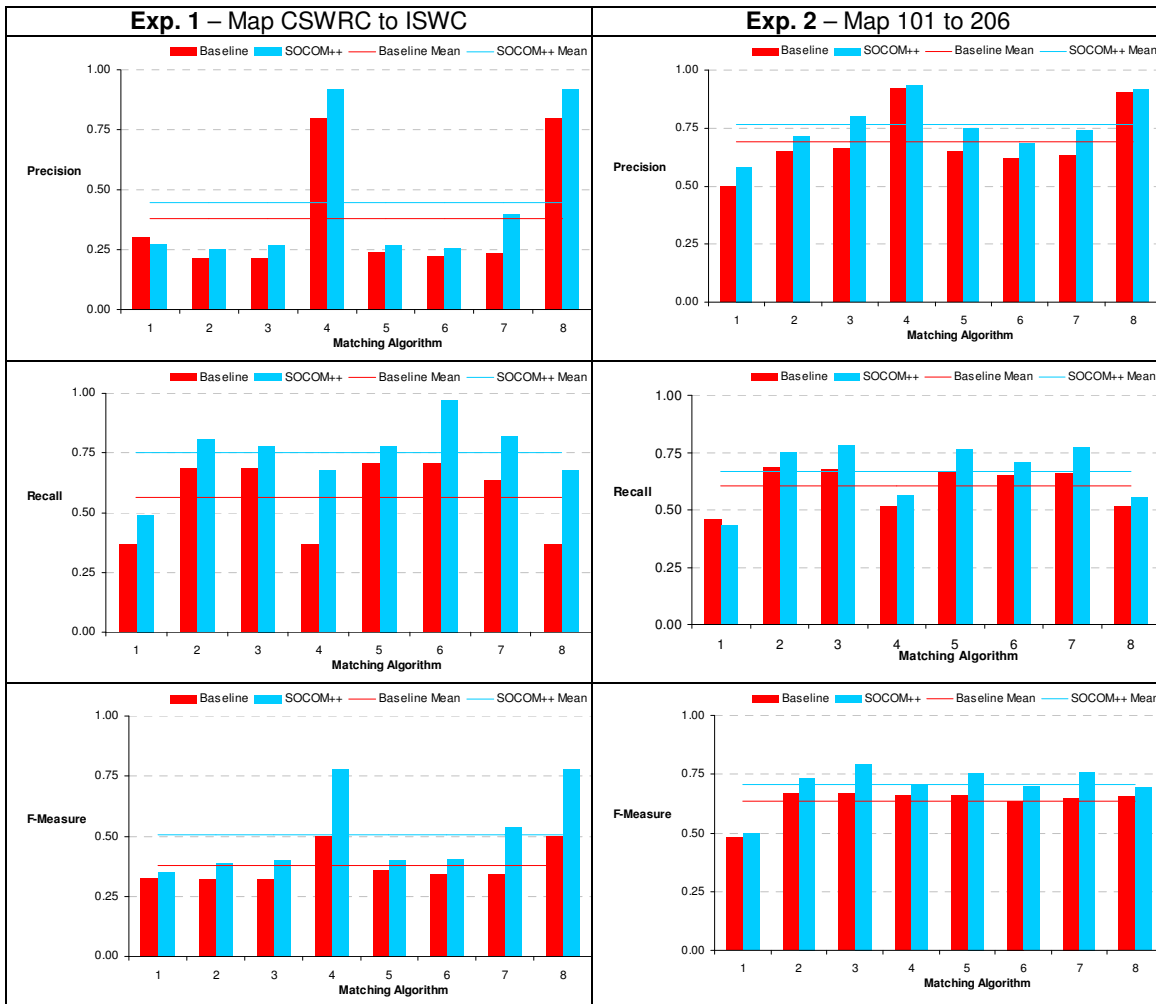 Exp. 1 – Map CSWRC to ISWC
Exp. 2 – Map 101 to 206
Baseline SOCOM++ Baseline Mean SOCOM++ Mean
1.00
0.75
Precision
0.50
0.25
0.00
1 2 3 4 5 6 7 8
Matching Algorithm
Baseline SOCOM++ Baseline Mean SOCOM++ Mean
1.00
0.75
Precision
0.50
0.25
0.00
1 2 3 4 5 6 7 8
Matching Algorithm
Baseline SOCOM++ Baseline Mean SOCOM++ Mean
1.00
0.75
Recall
0.50
0.25
0.00
1 2 3 4 5 6 7 8
Matching Algorithm
Baseline SOCOM++ Baseline Mean SOCOM++ Mean
1.00
0.75
Recall
0.50
0.25
0.00
1 2 3 4 5 6 7 8
Matching Algorithm
Baseline SOCOM++ Baseline Mean SOCOM++ Mean
1.00
0.75
F-Measure
0.50
0.25
0.00
1 2 3 4 5 6 7 8
Matching Algorithm
Baseline SOCOM++ Baseline Mean SOCOM++ Mean
1.00
0.75
F-Measure
0.50
0.25
0.00
1 2 3 4 5 6 7 8
Matching Algorithm